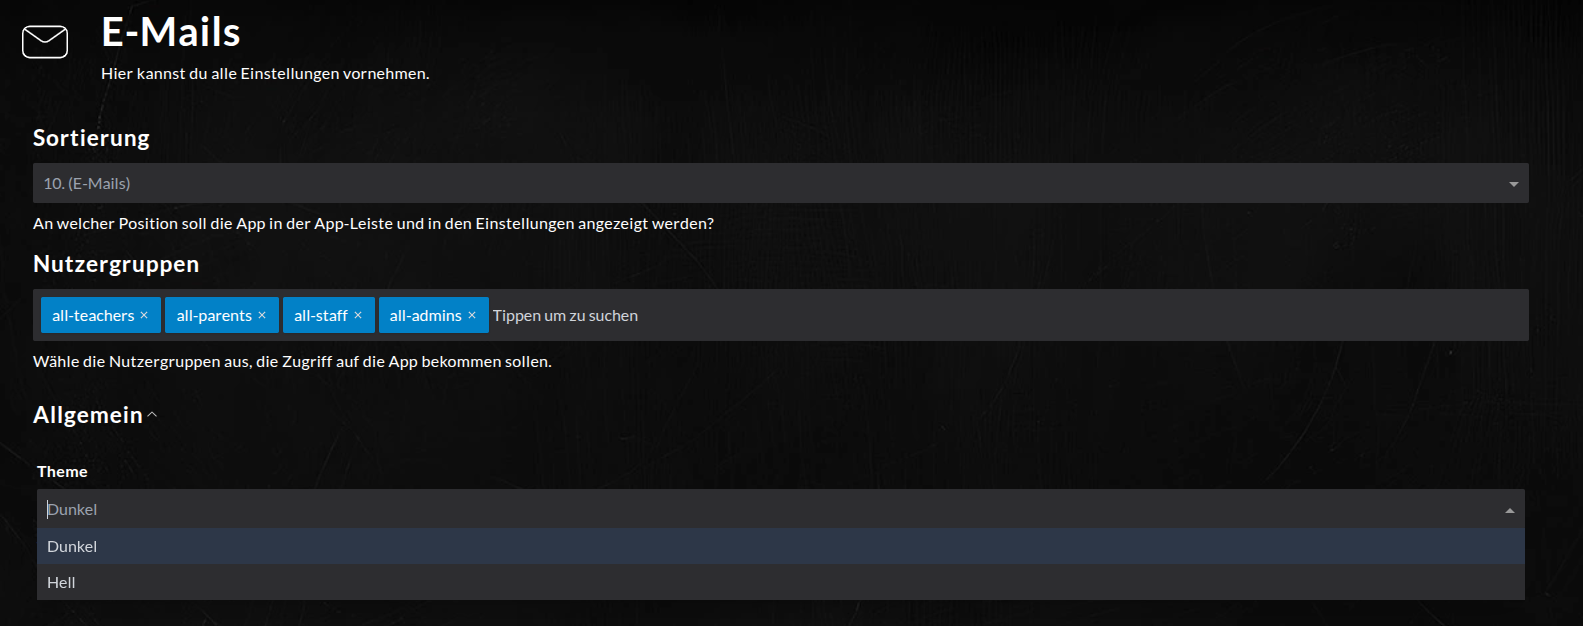 E-Mails
Hier kannst du alle Einstellungen vornehmen.
Sortierung
10. (E-Mails)
An welcher Position soll die App in der App-Leiste und in den Einstellungen angezeigt werden?
Nutzergruppen
all-teachers × all-parents × all-staff × all-admins × Tippen um zu suchen
Wähle die Nutzergruppen aus, die Zugriff auf die App bekommen sollen.
Allgemein
Theme
Dunkel
Dunkel
Hell